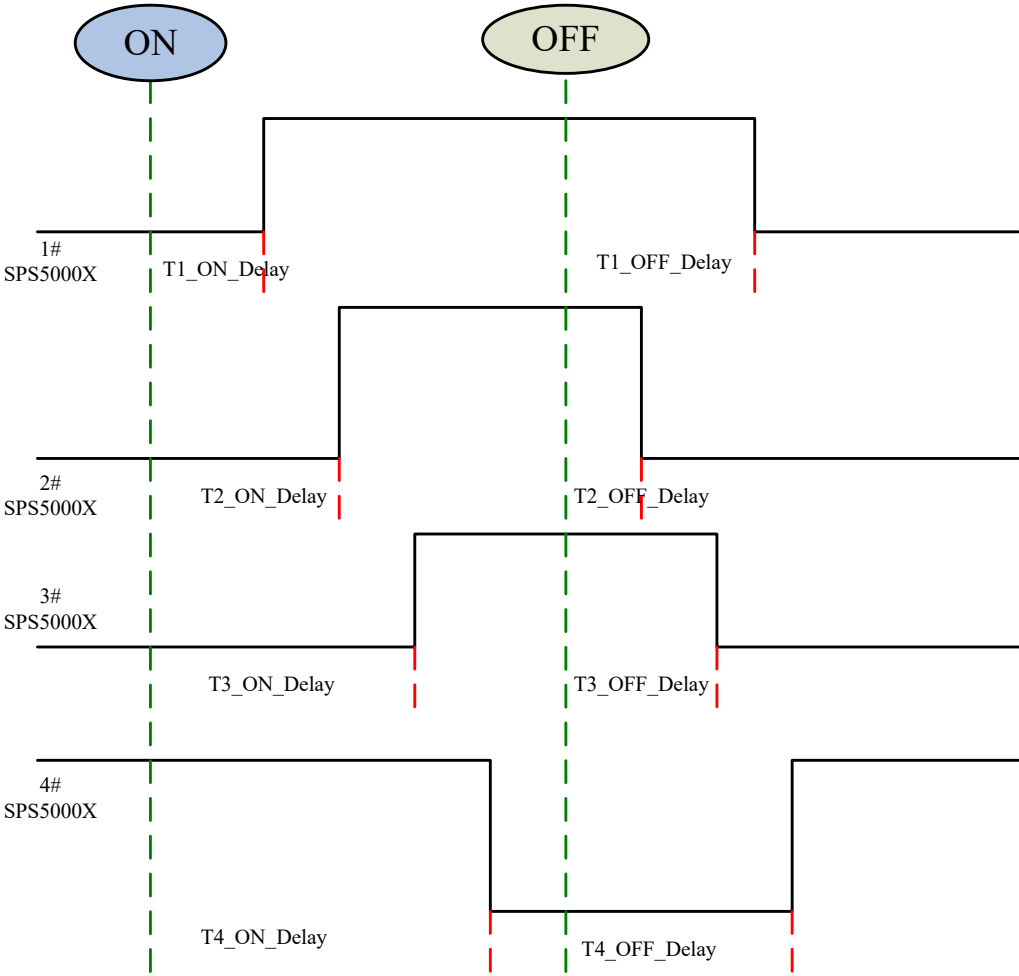 ON
OFF
1#
SPS5000X
T1_ON_Delay
T1_OFF_Delay
2#
SPS5000X
T2_ON_Delay
T2_OFF_Delay
3#
SPS5000X
T3_ON_Delay
T3_OFF_Delay
4#
SPS5000X
T4_ON_Delay
T4_OFF_Delay